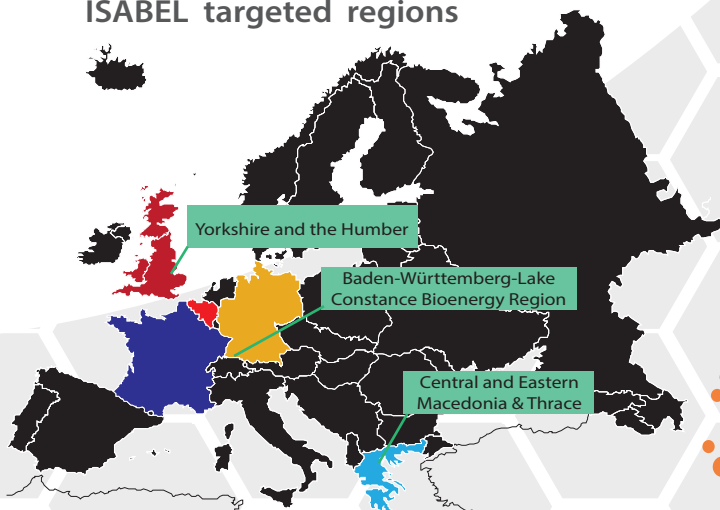 ISABEL targeted regions
Yorkshire and the Humber
Baden-Württemberg-Lake
Constance Bioenergy Region
Central and Eastern
Macedonia & Thrace